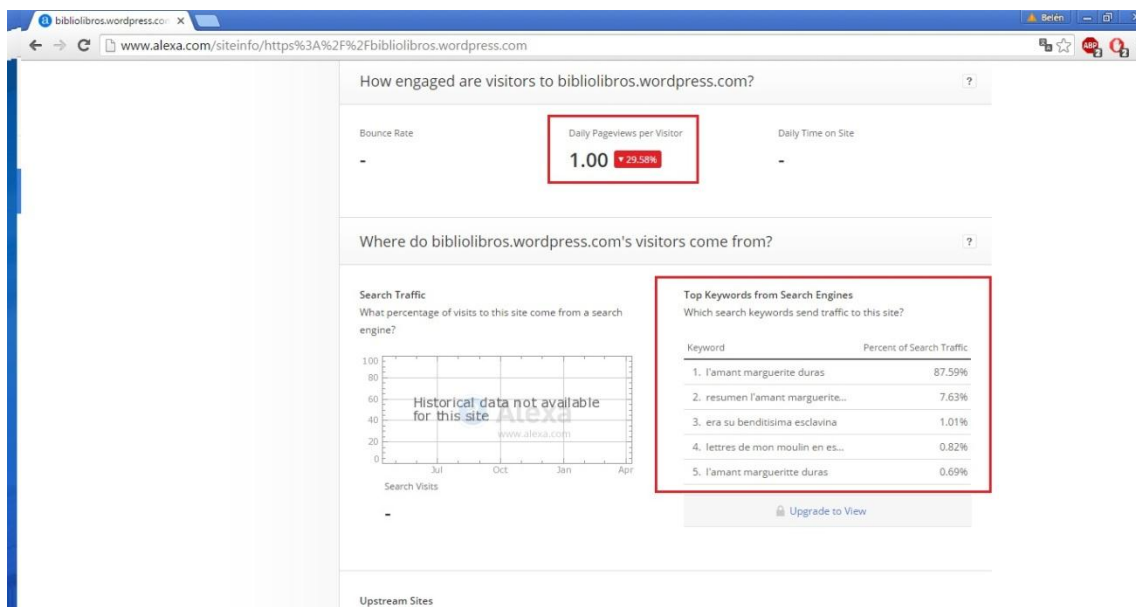 bibliolibros.wordpress.con
Belén
www.alexa.com/siteinfo/https%3A%2F%2Fbibliolibros.wordpress.com
ABP
2
2
How engaged are visitors to bibliolibros.wordpress.com?
?
Bounce Rate
Daily Pageviews per Visitor
Daily Time on Site
-
1.00
29.58%
-
Where do bibliolibros.wordpress.com's visitors come from?
?
Search Traffic
What percentage of visits to this site come from a search
engine?
100
80
60
40
20
0
Historical data not available
for this site
Alexa
www.alexa.com
Jul
Oct
Jan
Apr
Search Visits
-
Top Keywords from Search Engines
Which search keywords send traffic to this site?
Keyword Percent of Search Traffic
1. l'amant marguerite duras 87.59%
2. resumen l'amant marguerite... 7.63%
3. era su benditisima esclavina 1.01%
4. lettres de mon moulin en es... 0.82%
5. l'amant margueritte duras 0.69%
Upgrade to View
Upstream Sites